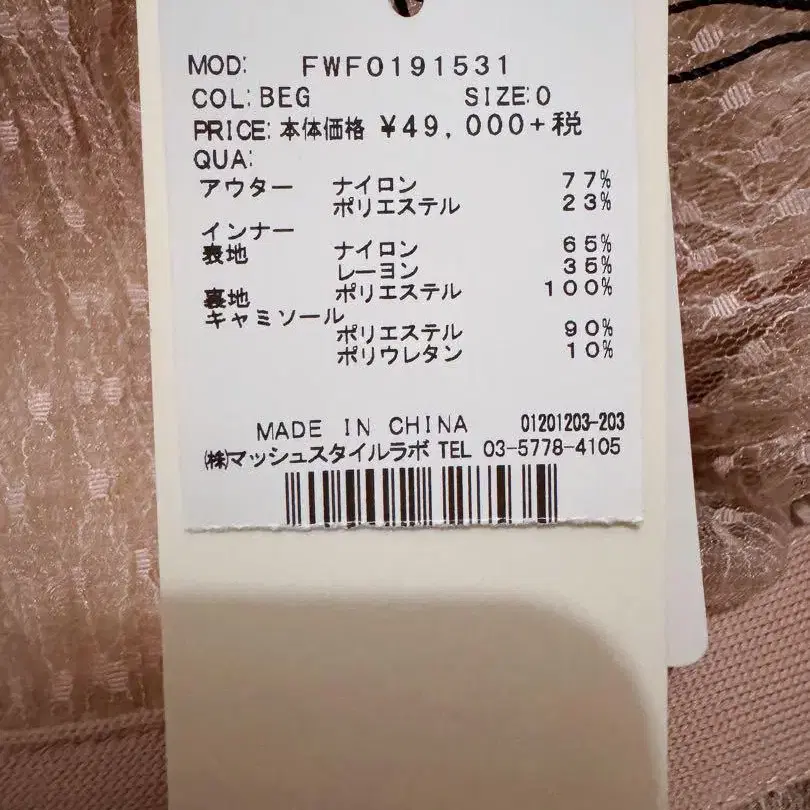 MOD: FWFO191531
COL:BEG SIZE:0
PRICE:本体価格 ¥49,000+税
QUA:
アウター ナイロン 77%
ポリエステル 23%
インナー
表地 ナイロン 65%
レーヨン 35%
裏地 ポリエステル 100%
キャミソール
ポリエステル 90%
ポリウレタン 10%
MADE IN CHINA 01201203-203
㈱マッシュスタイルラボ TEL 03-5778-4105